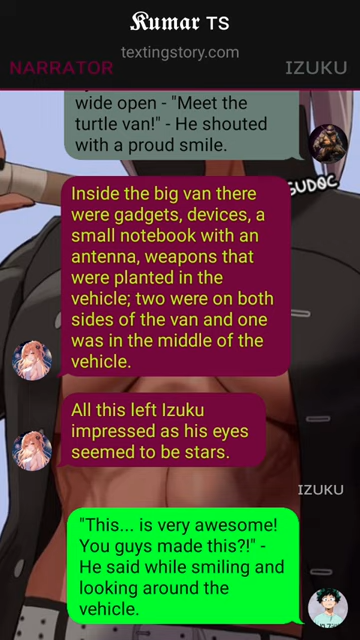 Kumar TS
textingstory.com
NARRATOR
IZUKU
wide open - "Meet the
turtle van!" - He shouted
with a proud smile.
Inside the big van there
were gadgets, devices, a
small notebook with an
antenna, weapons that
were planted in the
vehicle; two were on both
sides of the van and one
was in the middle of the
vehicle.
All this left Izuku
impressed as his eyes
seemed to be stars.
IZUKU
"This... is very awesome!
You guys made this?!" -
He said while smiling and
looking around the
vehicle.